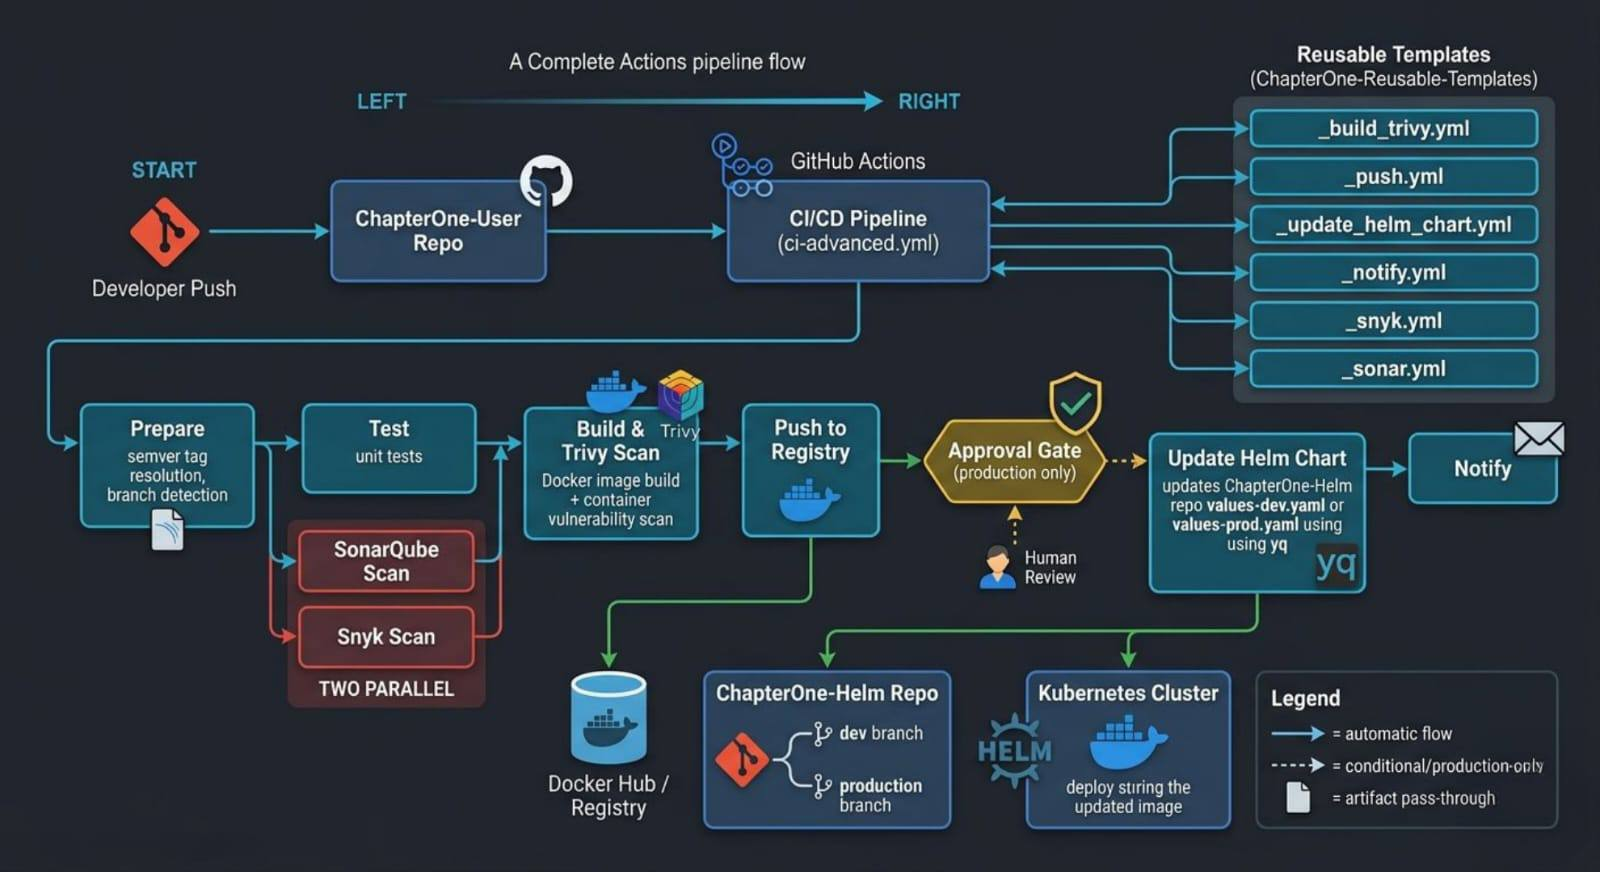 A Complete Actions pipeline flow
LEFT
RIGHT
Reusable Templates
(ChapterOne-Reusable-Templates)
_build_trivy.yml
_push.yml
_update_helm_chart.yml
_notify.yml
_snyk.yml
_sonar.yml
START
Developer Push
ChapterOne-User
Repo
GitHub Actions
CI/CD Pipeline
(ci-advanced.yml)
Prepare
semver tag
resolution,
branch detection
Test
unit tests
SonarQube
Scan
Snyk Scan
TWO PARALLEL
Trivy
Build &
Trivy Scan
Docker image build
+ container
vulnerability scan
Push to
Registry
Approval Gate
(production only)
Human
Review
Update Helm Chart
updates ChapterOne-Helm
repo values-dev.yaml or
values-prod.yaml using
using yq
yq
Notify
Docker Hub /
Registry
ChapterOne-Helm Repo
dev branch
production
branch
HELM
Kubernetes Cluster
deploy the
updated image
Legend
= automatic flow
= conditional/production-only
= artifact pass-through